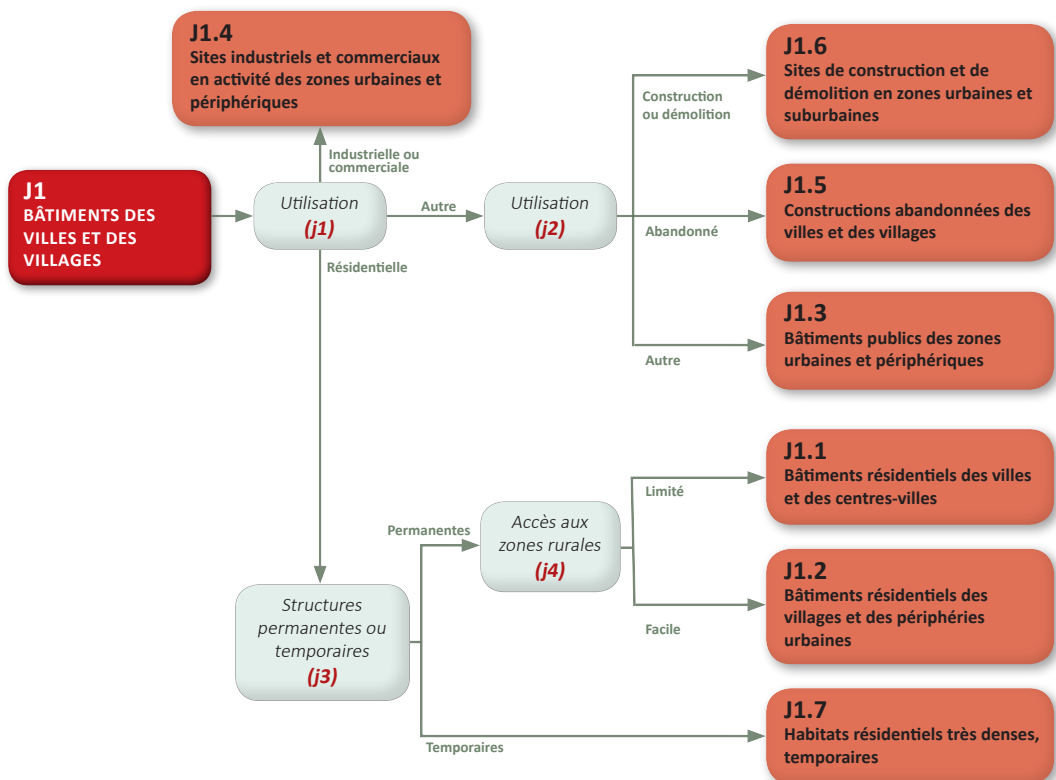 J1.4
Sites industriels et commerciaux
en activité des zones urbaines et
périphériques
J1.6
Sites de construction et de
démolition en zones urbaines et
suburbaines
Construction
ou démolition
Industrielle ou
commerciale
J1
BÂTIMENTS DES
VILLES ET DES
VILLAGES
Utilisation
(j1)
Autre
Utilisation
(j2)
Abandonné
J1.5
Constructions abandonnées des
villes et des villages
Résidentielle
J1.3
Bâtiments publics des zones
urbaines et périphériques
Autre
J1.1
Bâtiments résidentiels des villes
et des centres-villes
Limité
Permanentes
Accès aux
zones rurales
(j4)
J1.2
Bâtiments résidentiels des
villages et des périphéries
urbaines
Facile
Structures
permanentes ou
temporaires
(j3)
J1.7
Habitats résidentiels très denses,
temporaires
Temporaires